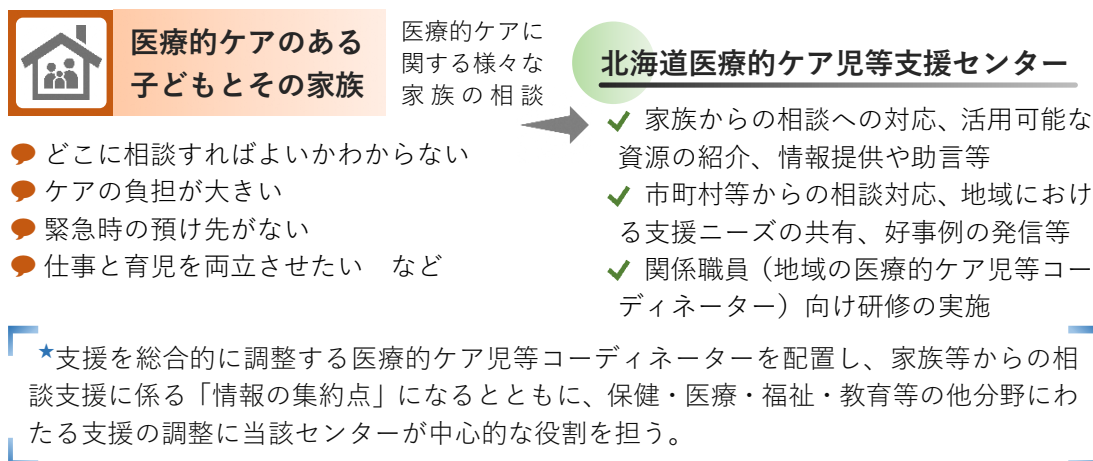 医療的ケアのある
子どもとその家族
医療的ケアに
関する様々な
家族の相談
どこに相談すればよいかわからない
ケアの負担が大きい
緊急時の預け先がない
仕事と育児を両立させたい　など
北海道医療的ケア児等支援センター
✓ 家族からの相談への対応、活用可能な
資源の紹介、情報提供や助言等
✓ 市町村等からの相談対応、地域におけ
る支援ニーズの共有、好事例の発信等
✓ 関係職員（地域の医療的ケア児等コー
ディネーター）向け研修の実施
★支援を総合的に調整する医療的ケア児等コーディネーターを配置し、家族等からの相
談支援に係る「情報の集約点」になるとともに、保健・医療・福祉・教育等の他分野にわ
たる支援の調整に当該センターが中心的な役割を担う。